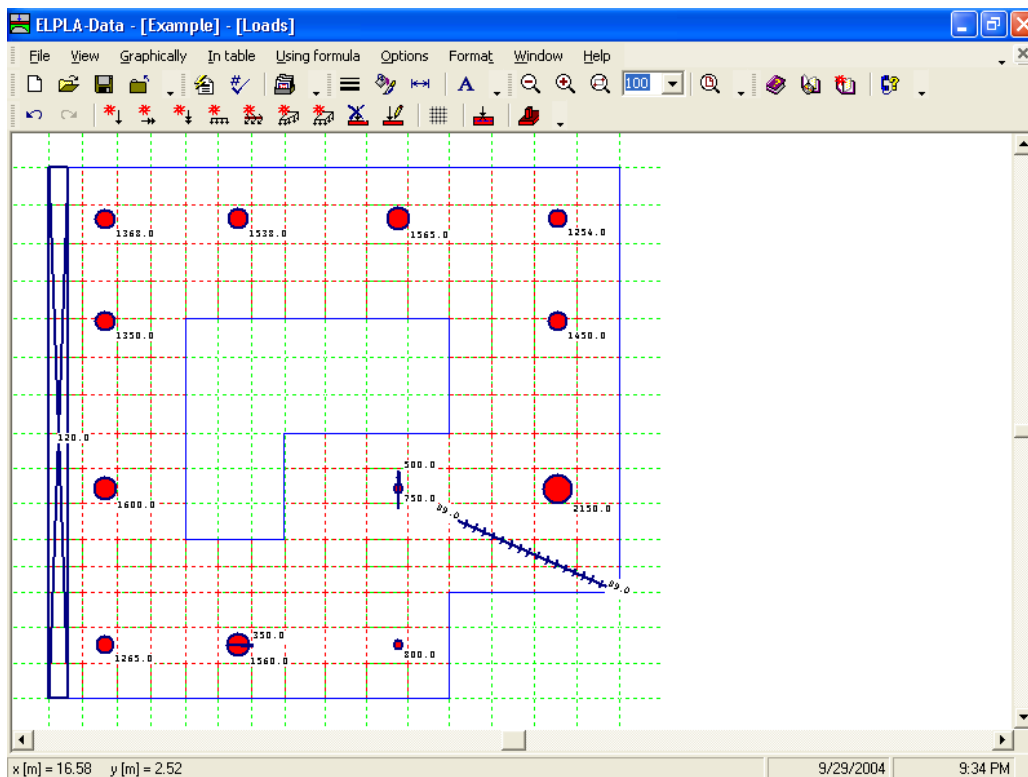 ELPLA-Data - [Example] - [Loads]
File View Graphically In table Using formula Options Format Window Help
A 100
1368.0 1538.0 1565.0 1254.0
1350.0 1450.0
120.0
500.0
1600.0 750.0 2150.0
89.0
89.0
350.0
1265.0 1560.0 800.0
x [m] = 16.58 y [m] = 2.52 9/29/2004 9:34 PM